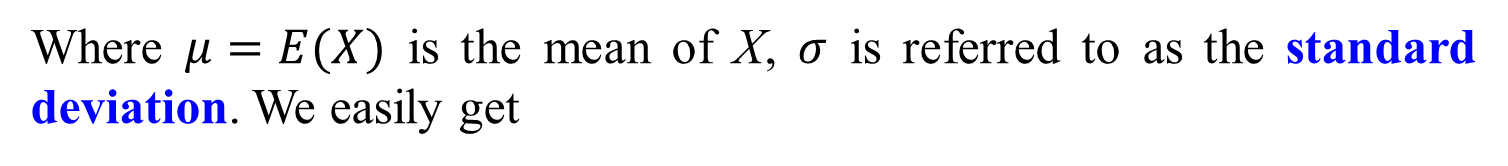 Where μ = E(X) is the mean of X, σ is referred to as the standard
deviation. We easily get